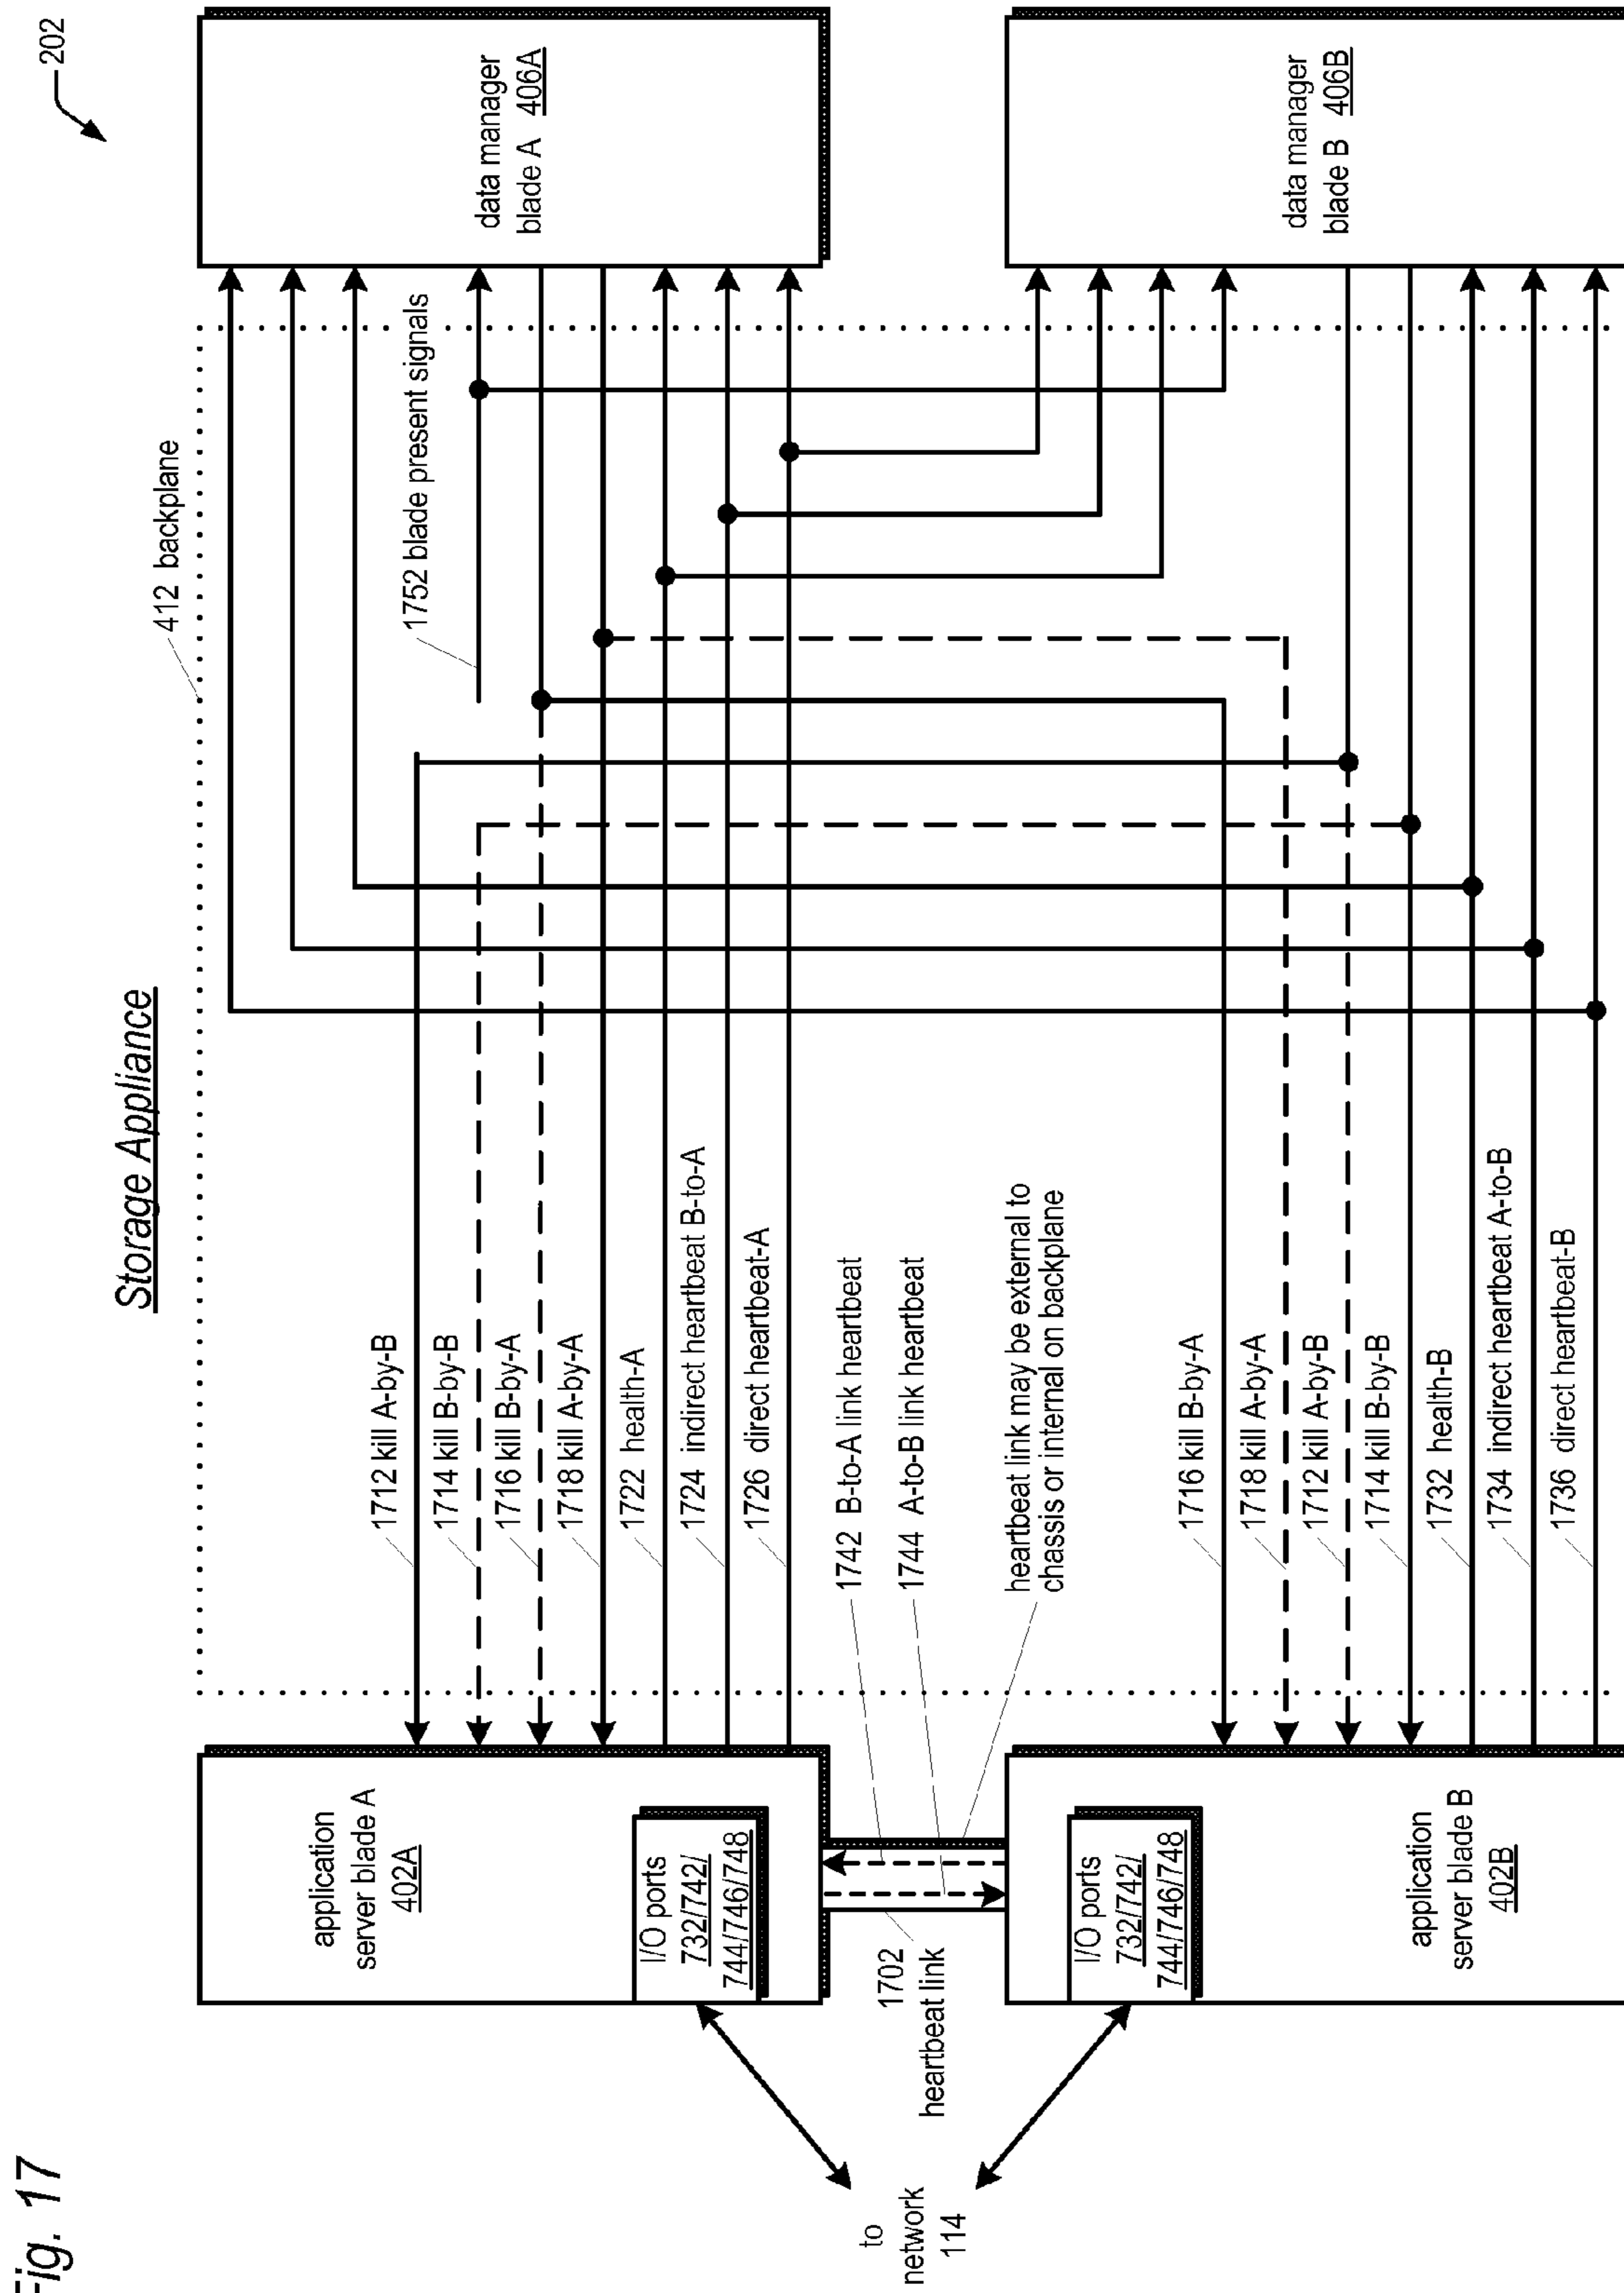 Fig. 17
Storage Appliance
202
412 backplane
application
server blade A
402A
I/O ports
732/742/
744/746/748
1712 kill A-by-B
1714 kill B-by-B
1716 kill B-by-A
1718 kill A-by-A
1722 health-A
1724 indirect heartbeat B-to-A
1726 direct heartbeat-A
1752 blade present signals
data manager
blade A 406A
to
network
114
1702
heartbeat link
1742 B-to-A link heartbeat
1744 A-to-B link heartbeat
heartbeat link may be external to
chassis or internal on backplane
I/O ports
732/742/
744/746/748
application
server blade B
402B
1716 kill B-by-A
1718 kill A-by-A
1712 kill A-by-B
1714 kill B-by-B
1732 health-B
1734 indirect heartbeat A-to-B
1736 direct heartbeat-B
data manager
blade B 406B